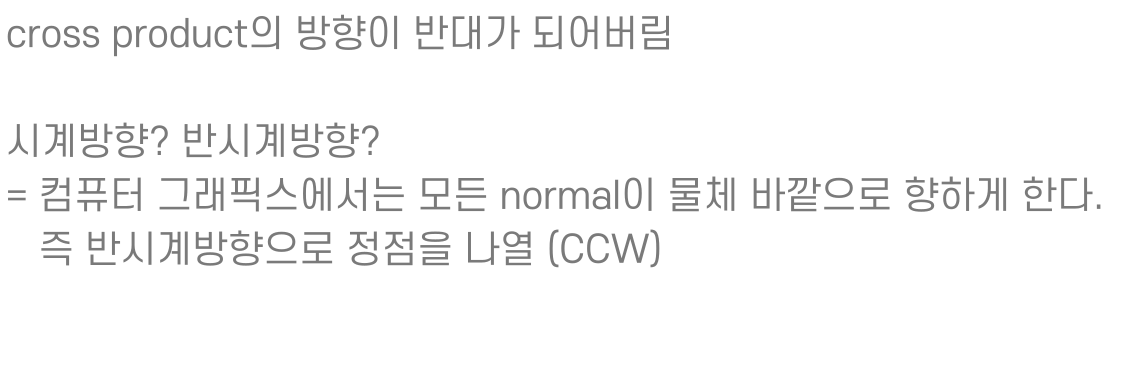 cross product의 방향이 반대가 되어버림
시계방향? 반시계방향?
= 컴퓨터 그래픽스에서는 모든 normal이 물체 바깥으로 향하게 한다.
즉 반시계방향으로 정점을 나열 (CCW)